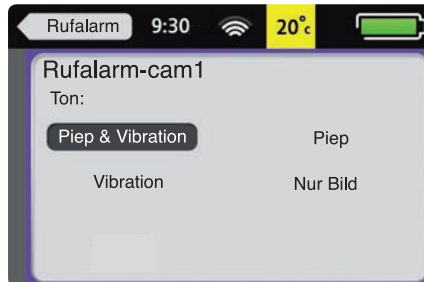 Rufalarm 9:30 20°c
Rufalarm-cam1
Ton:
Piep & Vibration Piep
Vibration Nur Bild